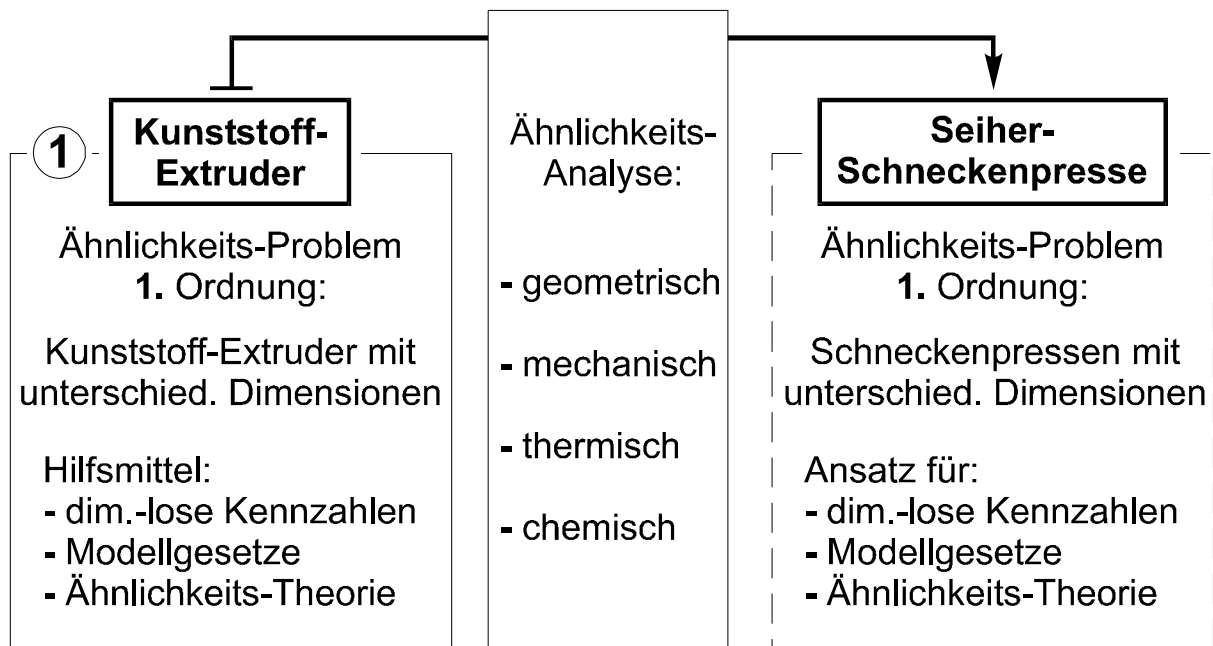 1
Kunststoff-
Extruder
Ähnlichkeits-Problem
1. Ordnung:
Kunststoff-Extruder mit
unterschied. Dimensionen
Hilfsmittel:
- dim.-lose Kennzahlen
- Modellgesetze
- Ähnlichkeits-Theorie
Ähnlichkeits-
Analyse:
- geometrisch
- mechanisch
- thermisch
- chemisch
Seiher-
Schneckenpresse
Ähnlichkeits-Problem
1. Ordnung:
Schneckenpressen mit
unterschied. Dimensionen
Ansatz für:
- dim.-lose Kennzahlen
- Modellgesetze
- Ähnlichkeits-Theorie